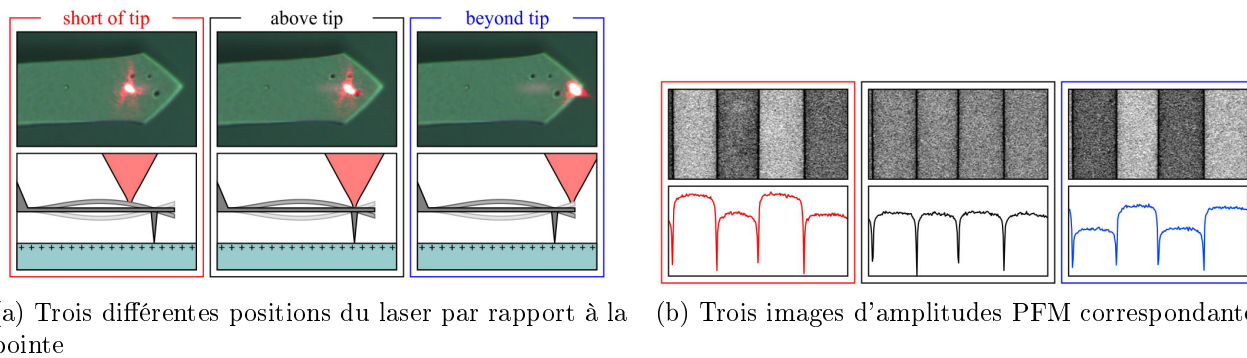 short of tip
above tip
beyond tip
(a) Trois différentes positions du laser par rapport à la
pointe
(b) Trois images d'amplitudes PFM correspondante